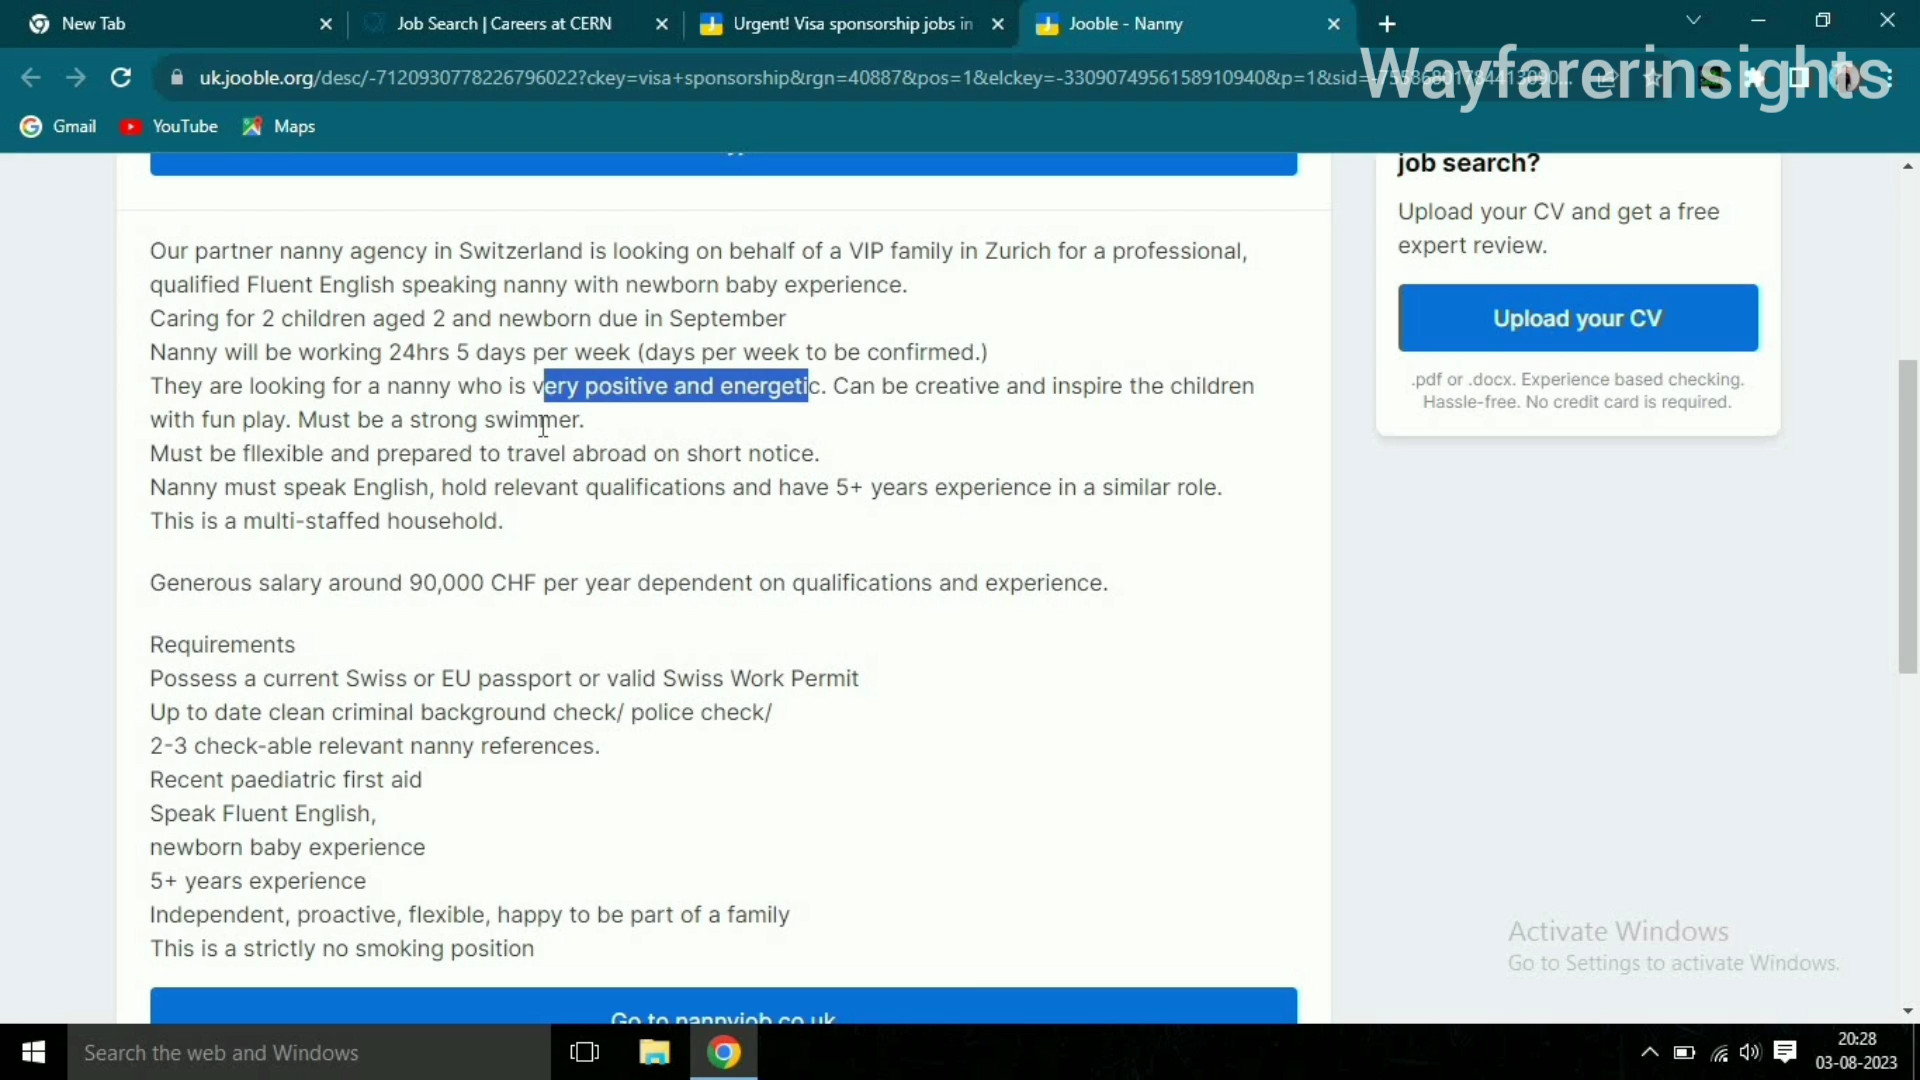 New Tab
Job Search | Careers at CERN
Urgent! Visa sponsorship jobs in
Jooble - Nanny
Wayfarerinsights
uk.jooble.org/desc/-7120930778226796022?ckey=visa+sponsorship&rgn=40887&pos=1&elckey=-3309074956158910940&p=1&sid=
Gmail
YouTube
Maps
job search?
Upload your CV and get a free
expert review.
Upload your CV
.pdf or .docx. Experience based checking.
Hassle-free. No credit card is required.
Our partner nanny agency in Switzerland is looking on behalf of a VIP family in Zurich for a professional,
qualified Fluent English speaking nanny with newborn baby experience.
Caring for 2 children aged 2 and newborn due in September
Nanny will be working 24hrs 5 days per week (days per week to be confirmed.)
They are looking for a nanny who is very positive and energetic. Can be creative and inspire the children
with fun play. Must be a strong swimmer.
Must be fllexible and prepared to travel abroad on short notice.
Nanny must speak English, hold relevant qualifications and have 5+ years experience in a similar role.
This is a multi-staffed household.
Generous salary around 90,000 CHF per year dependent on qualifications and experience.
Requirements
Possess a current Swiss or EU passport or valid Swiss Work Permit
Up to date clean criminal background check/ police check/
2-3 check-able relevant nanny references.
Recent paediatric first aid
Speak Fluent English,
newborn baby experience
5+ years experience
Independent, proactive, flexible, happy to be part of a family
This is a strictly no smoking position
Go to nannyjob.co.uk
Activate Windows
Go to Settings to activate Windows.
Search the web and Windows
20:28
03-08-2023